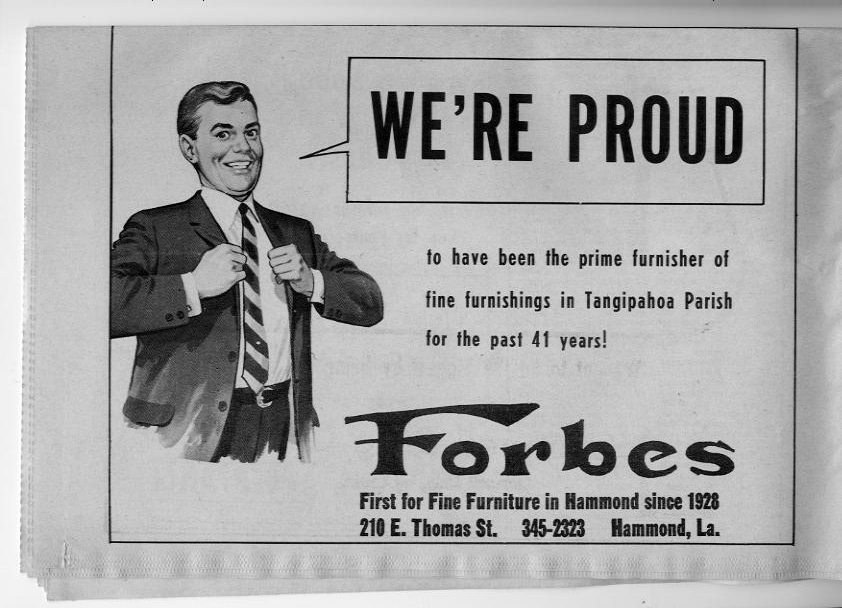 WE'RE PROUD
to have been the prime furnisher of
fine furnishings in Tangipahoa Parish
for the past 41 years!
Forbes
First for Fine Furniture in Hammond since 1928
210 E. Thomas St. 345-2323 Hammond, La.